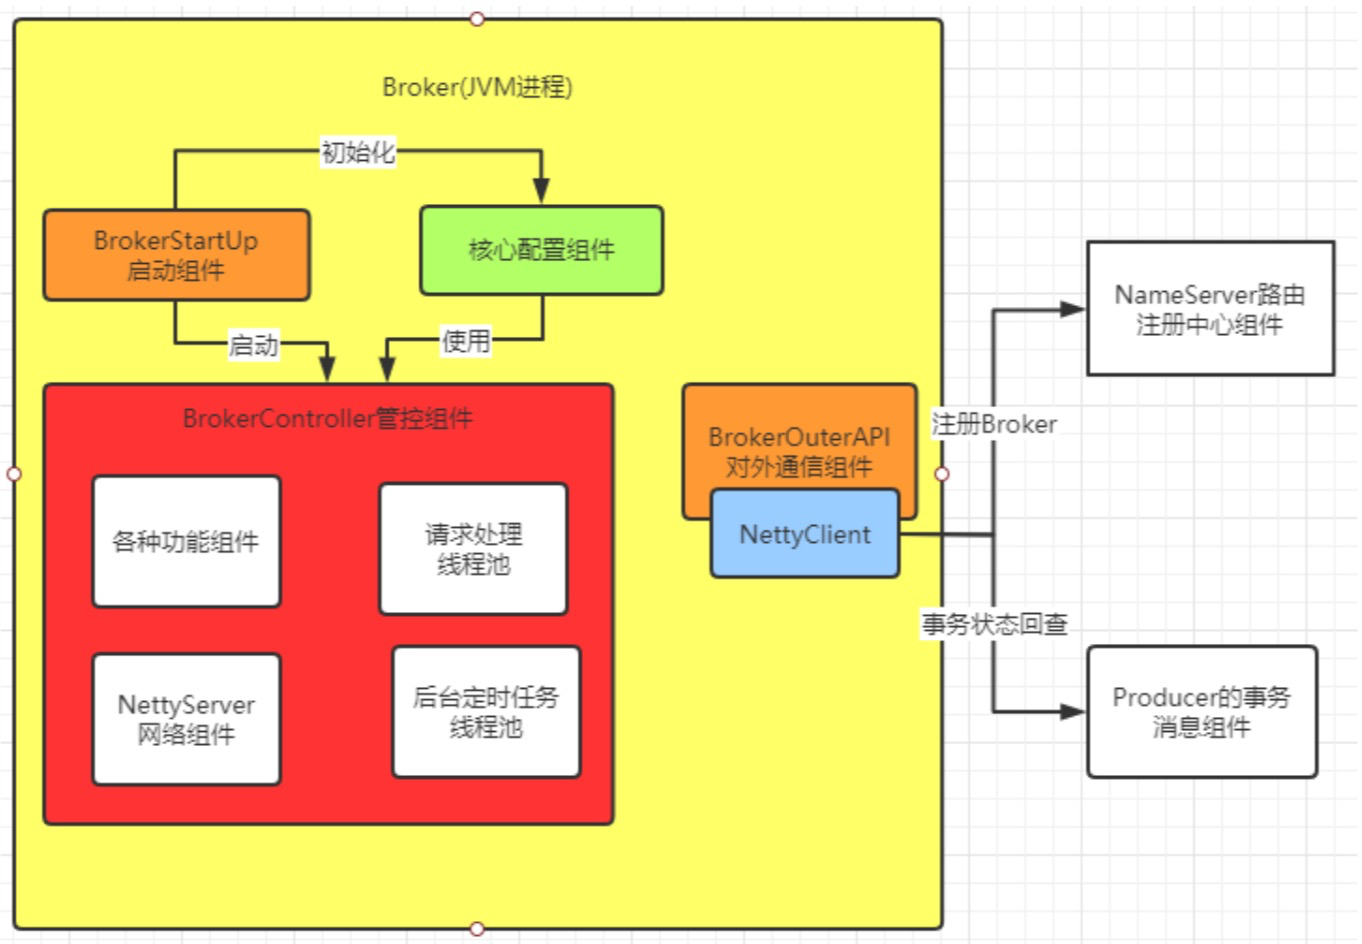 Broker(JVM进程)
初始化
BrokerStartUp
启动组件
核心配置组件
启动
使用
BrokerController管控组件
各种功能组件
请求处理
线程池
NettyServer
网络组件
后台定时任务
线程池
BrokerOuterAPI
对外通信组件
NettyClient
注册Broker
事务状态回查
NameServer路由
注册中心组件
Producer的事务
消息组件